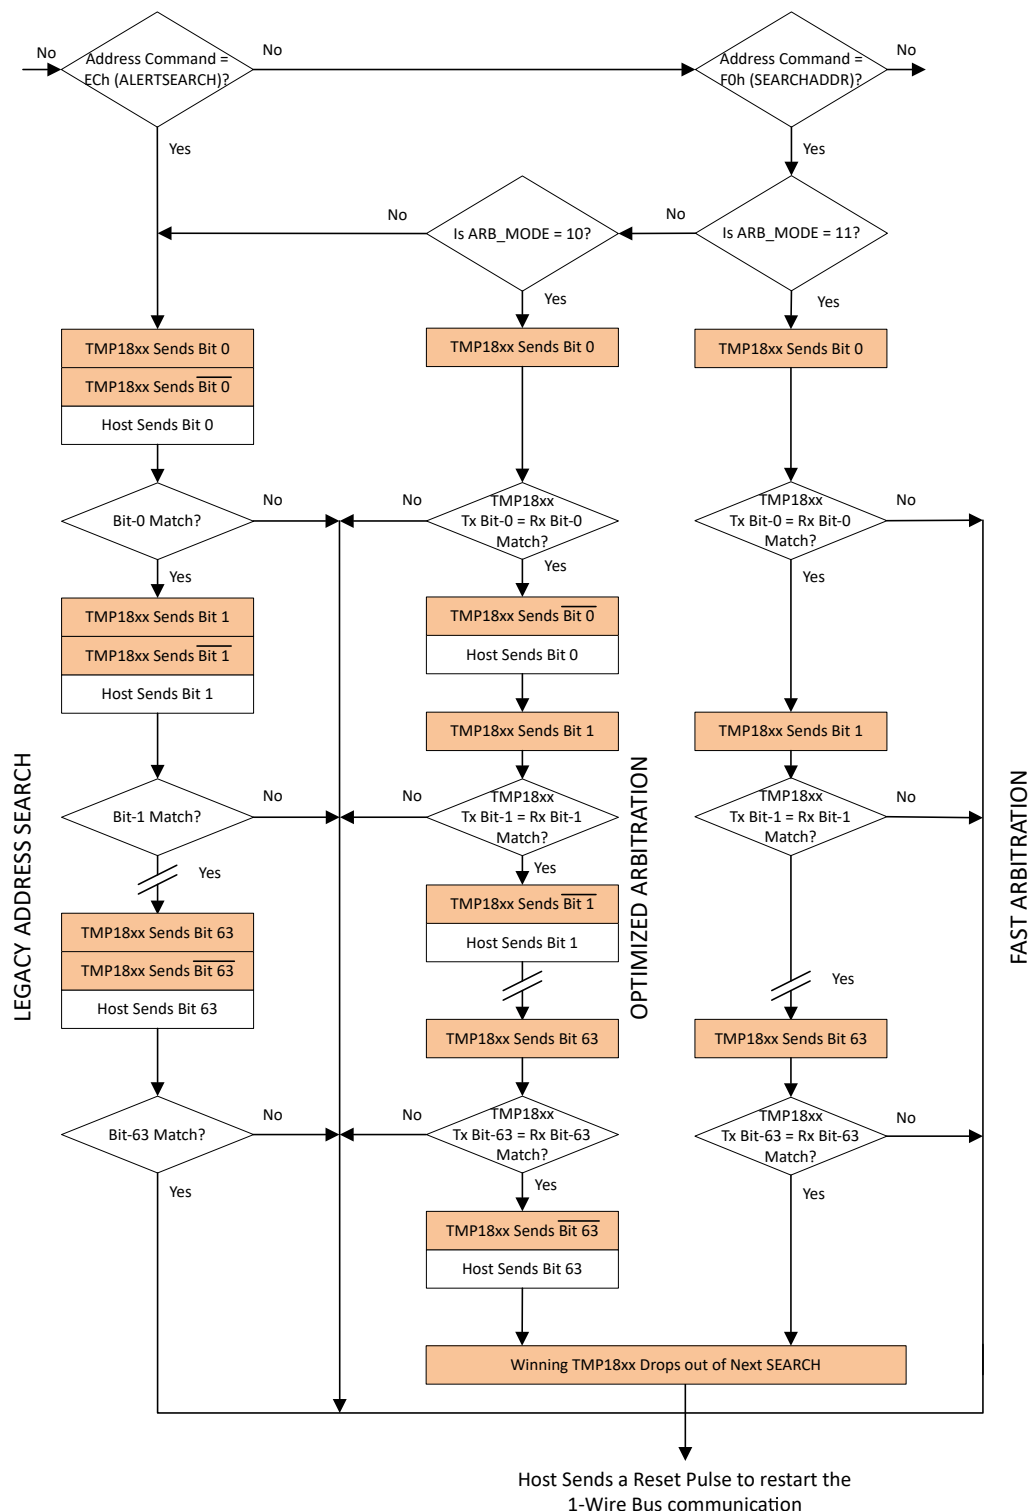 No
Address Command =
ECh (ALERTSEARCH)?
No
Address Command =
F0h (SEARCHADDR)?
No
Yes
Yes
Is ARB_MODE = 11?
No
Is ARB_MODE = 10?
No
Yes
Yes
TMP18xx Sends Bit 0
TMP18xx Sends Bit 0
Host Sends Bit 0
Bit-0 Match?
No
Yes
TMP18xx Sends Bit 1
TMP18xx Sends Bit 1
Host Sends Bit 1
Bit-1 Match?
No
Yes
TMP18xx Sends Bit 63
TMP18xx Sends Bit 63
Host Sends Bit 63
Bit-63 Match?
No
Yes
LEGACY ADDRESS SEARCH
TMP18xx Sends Bit 0
TMP18xx
Tx Bit-0 = Rx Bit-0
Match?
No
Yes
TMP18xx Sends Bit 0
Host Sends Bit 0
TMP18xx Sends Bit 1
TMP18xx
Tx Bit-1 = Rx Bit-1
Match?
No
Yes
TMP18xx Sends Bit 1
Host Sends Bit 1
TMP18xx Sends Bit 63
TMP18xx
Tx Bit-63 = Rx Bit-63
Match?
No
Yes
TMP18xx Sends Bit 63
Host Sends Bit 63
OPTIMIZED ARBITRATION
TMP18xx Sends Bit 0
TMP18xx
Tx Bit-0 = Rx Bit-0
Match?
No
Yes
TMP18xx Sends Bit 1
TMP18xx
Tx Bit-1 = Rx Bit-1
Match?
No
Yes
TMP18xx Sends Bit 63
TMP18xx
Tx Bit-63 = Rx Bit-63
Match?
No
Yes
FAST ARBITRATION
Winning TMP18xx Drops out of Next SEARCH
Host Sends a Reset Pulse to restart the
1-Wire Bus communication